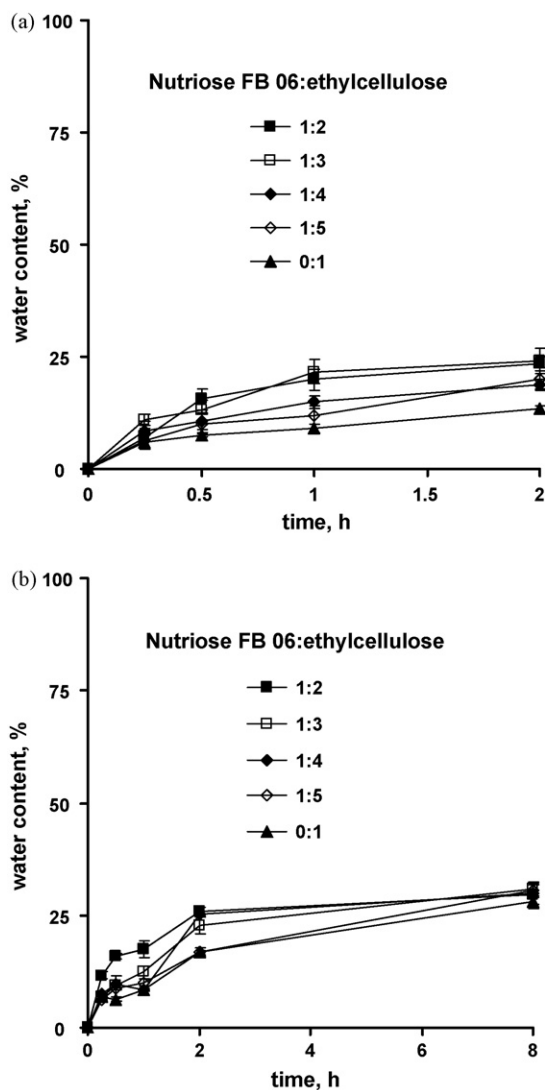 (a)
100
75
50
25
0
water content, %
Nutriose FB 06:ethylcellulose
1:2
1:3
1:4
1:5
0:1
0 0.5 1 1.5 2
time, h
(b)
100
75
50
25
0
water content, %
Nutriose FB 06:ethylcellulose
1:2
1:3
1:4
1:5
0:1
0 2 4 6 8
time, h